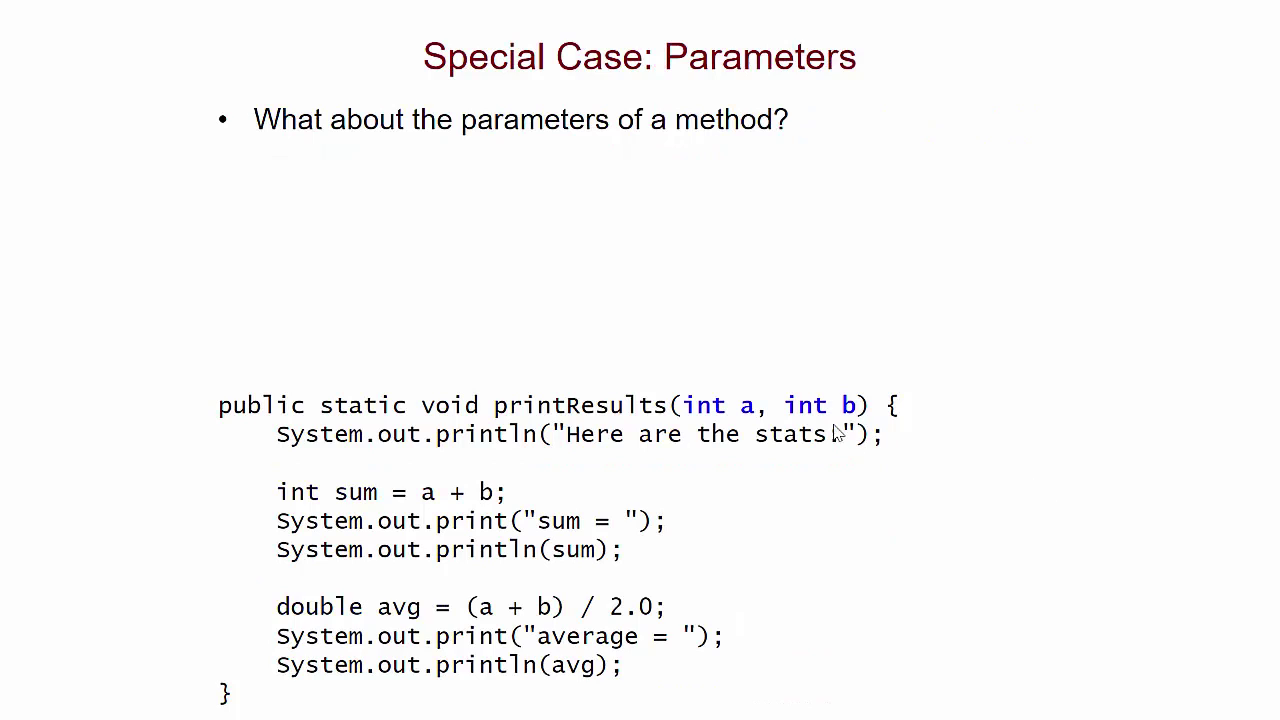 Special Case: Parameters
• What about the parameters of a method?
public static void printResults(int a, int b) {
    System.out.println("Here are the stats:");
    int sum = a + b;
    System.out.print("sum = ");
    System.out.println(sum);
    double avg = (a + b) / 2.0;
    System.out.print("average = ");
    System.out.println(avg);
}